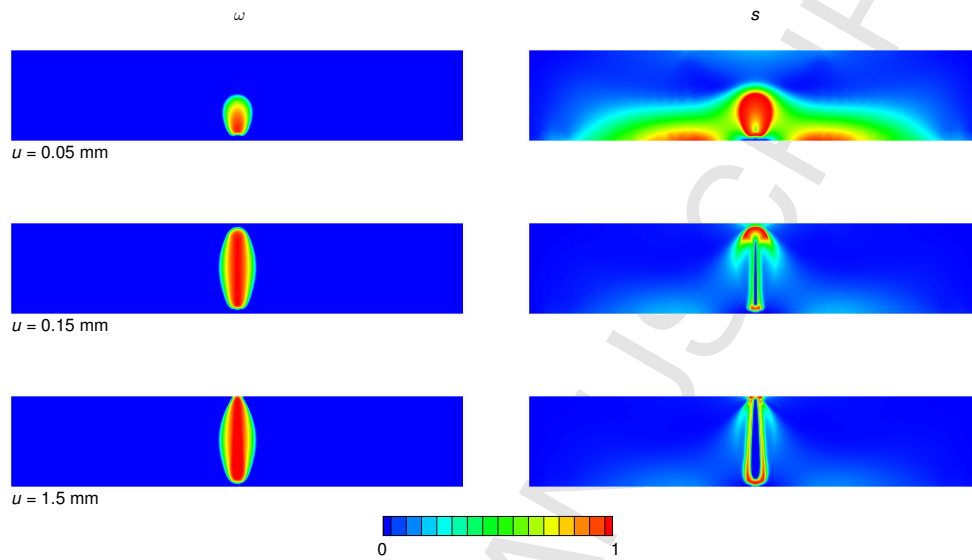 ω s
u = 0.05 mm
u = 0.15 mm
u = 1.5 mm
0 1